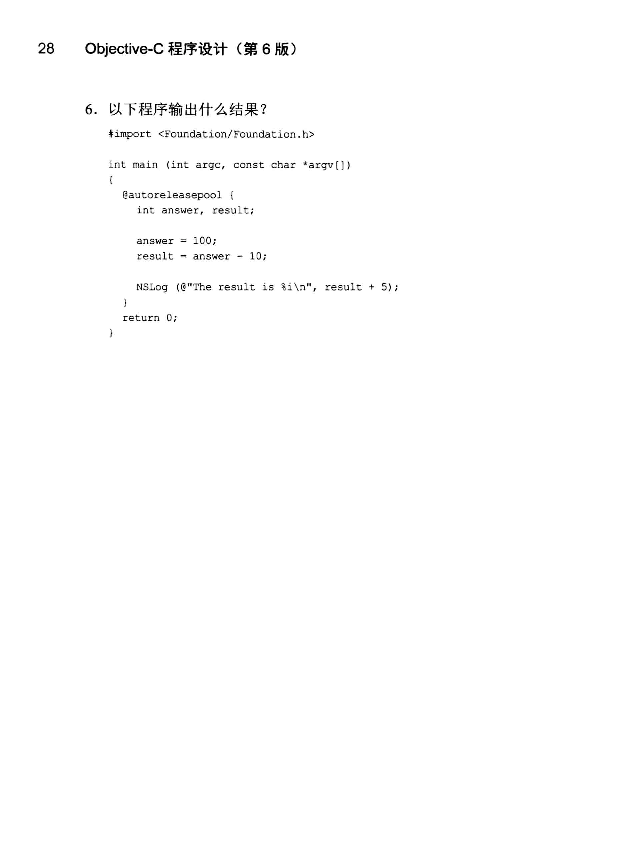 28 Objective-C 程序设计（第 6 版）
6. 以下程序输出什么结果？
#import <Foundation/Foundation.h>
int main (int argc, const char *argv[])
{
@autoreleasepool {
int answer, result;
answer = 100;
result = answer - 10;
NSLog (@"The result is %i\n", result + 5);
}
return 0;
}